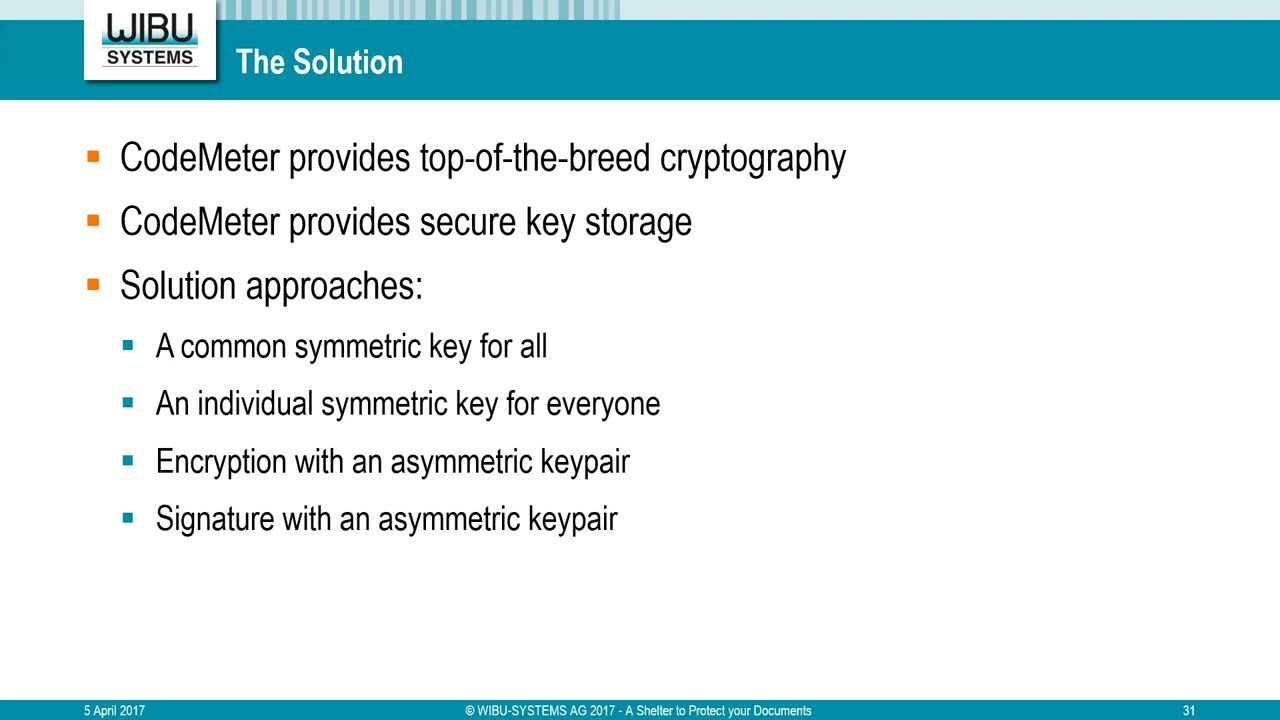 WIBU
SYSTEMS
The Solution
CodeMeter provides top-of-the-breed cryptography
CodeMeter provides secure key storage
Solution approaches:
A common symmetric key for all
An individual symmetric key for everyone
Encryption with an asymmetric keypair
Signature with an asymmetric keypair
5 April 2017
© WIBU-SYSTEMS AG 2017 - A Shelter to Protect your Documents
31